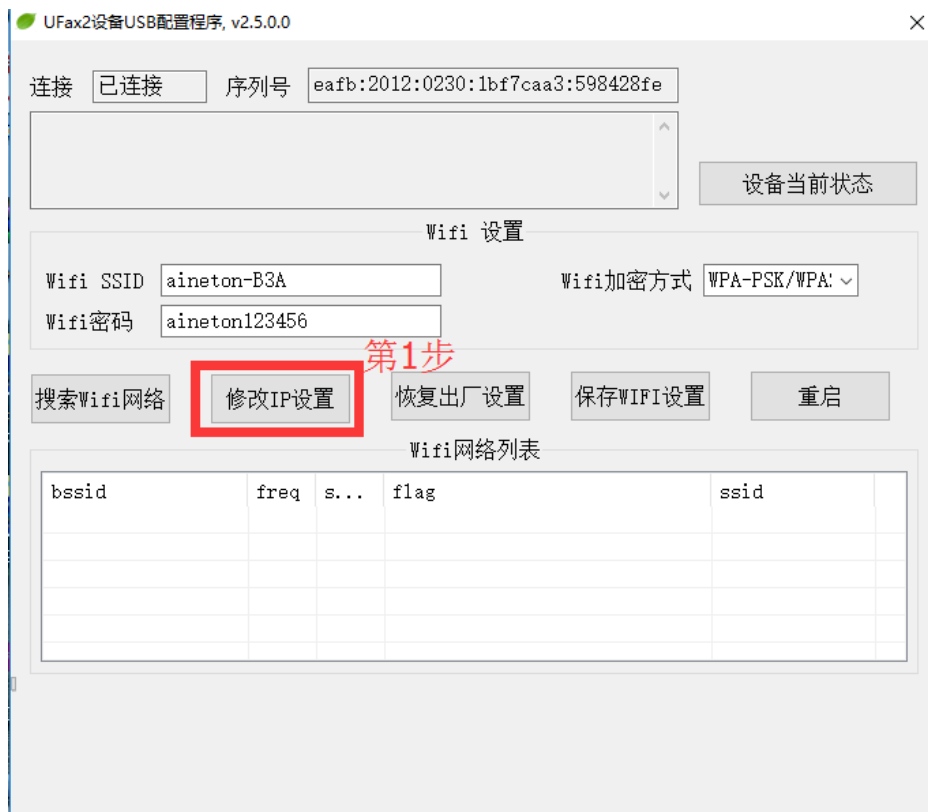 UFax2设备USB配置程序, v2.5.0.0
连接 已连接 序列号 eafb:2012:0230:1bf7caa3:598428fe
设备当前状态
Wifi 设置
Wifi SSID aineton-B3A Wifi加密方式 WPA-PSK/WPA
Wifi密码 aineton123456
第1步
搜索Wifi网络 修改IP设置 恢复出厂设置 保存WIFI设置 重启
Wifi网络列表
bssid freq s... flag ssid